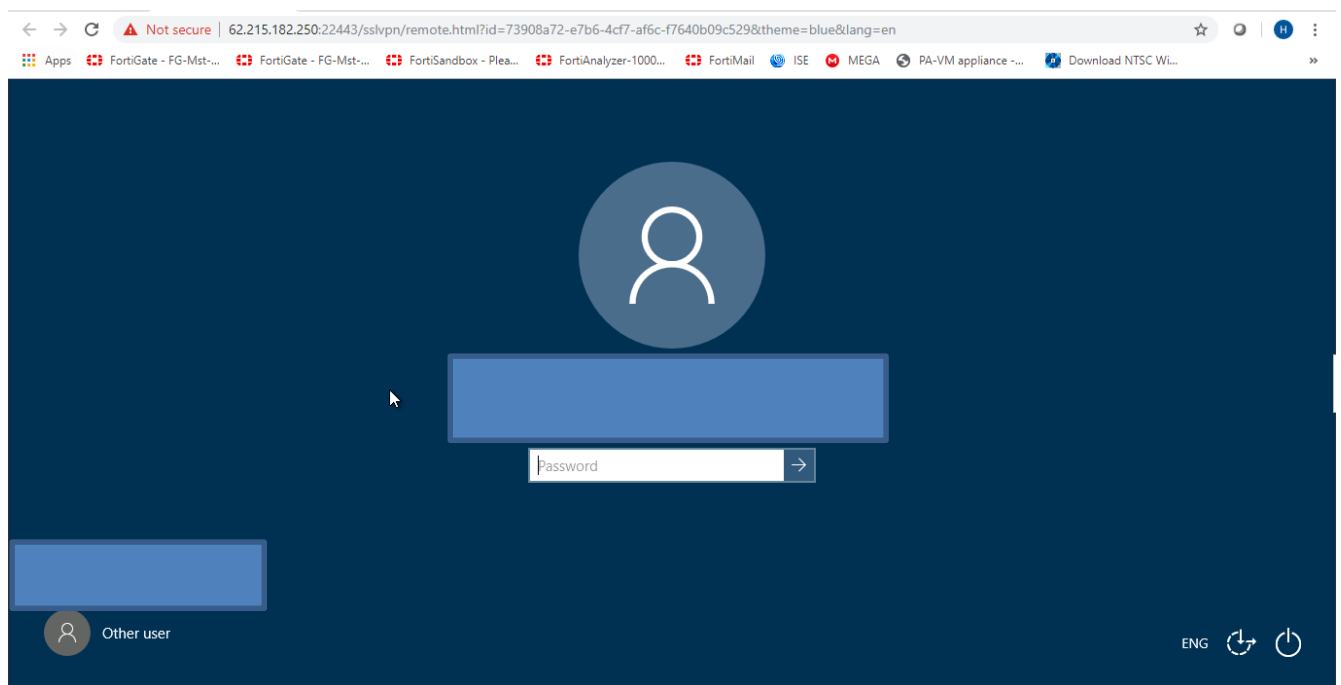 Not secure | 62.215.182.250:22443/sslvpn/remote.html?id=73908a72-e7b6-4cf7-af6c-f7640b09c529&theme=blue&lang=en H
Apps FortiGate - FG-Mst-... FortiGate - FG-Mst-... FortiSandbox - Plea... FortiAnalyzer-1000... FortiMail ISE MEGA PA-VM appliance -... Download NTSC Wi... »
Password
Other user
ENG